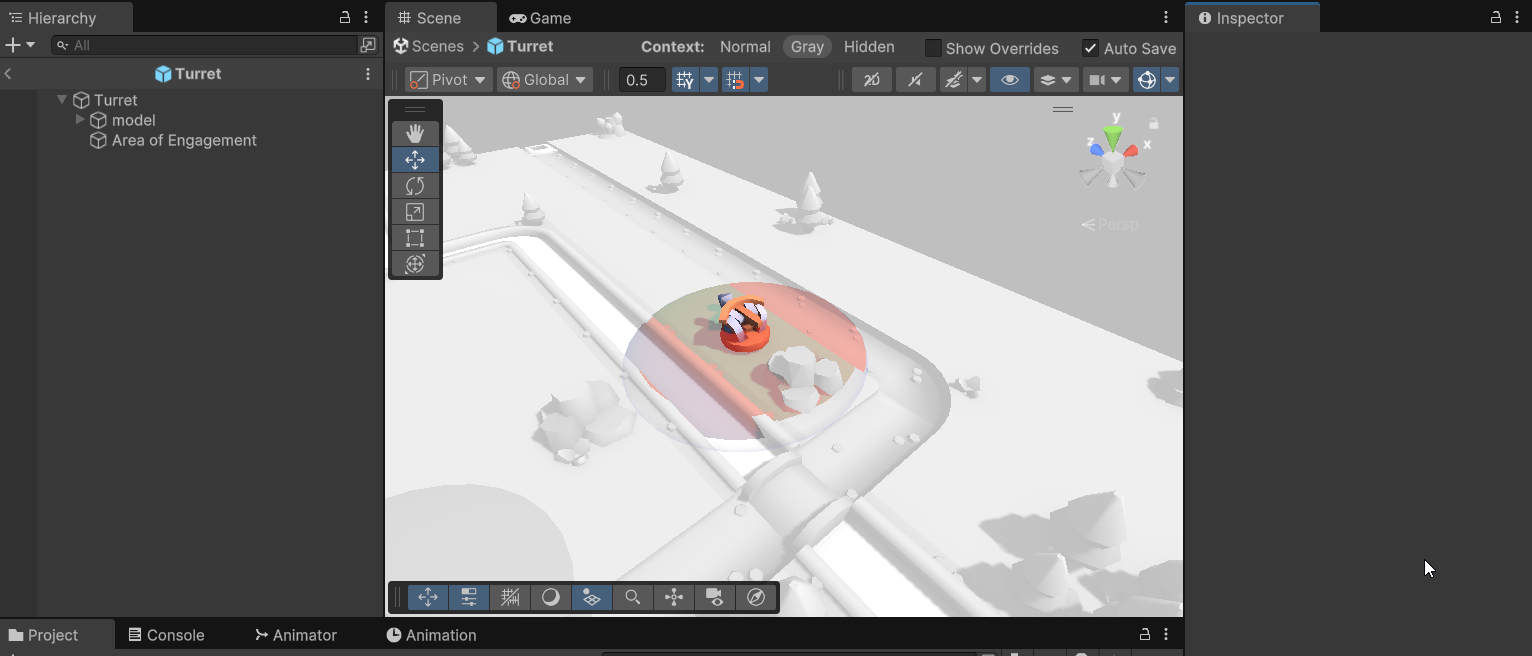 Hierarchy
All
Turret
Turret
model
Area of Engagement
Scene
Game
Scenes > Turret
Context: Normal Gray Hidden Show Overrides Auto Save
Pivot Global 0.5
y
z x
Persp
Inspector
Project Console Animator Animation